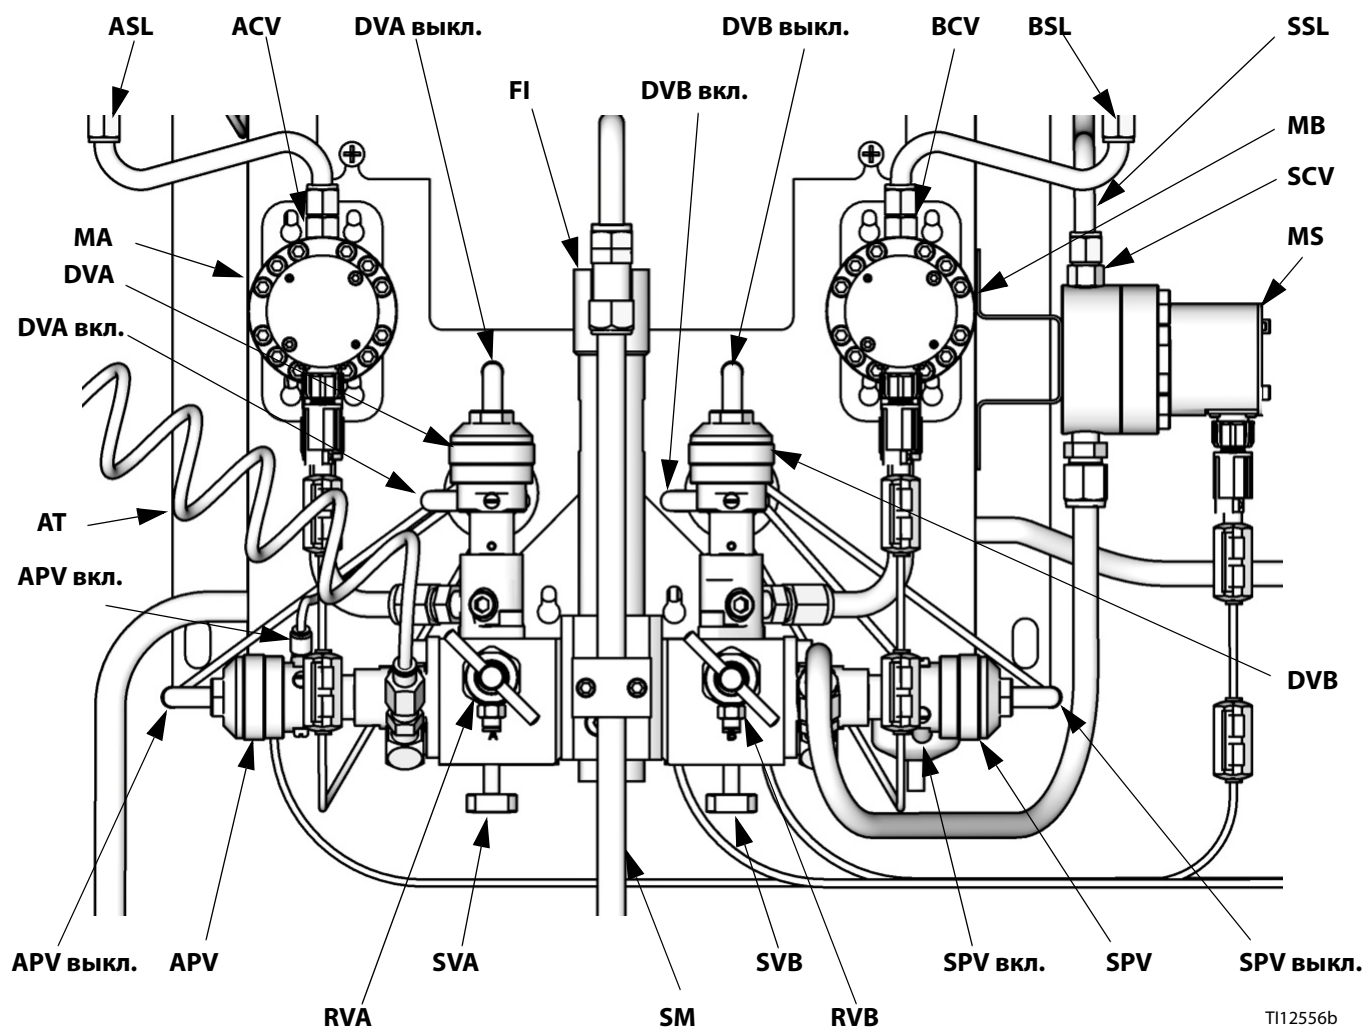 ASL ACV DVA выкл. DVB выкл. BCV BSL SSL
FI DVB вкл.
MB
SCV
MA MS
DVA
DVA вкл.
AT
APV вкл.
DVB
A B
APV выкл. APV SVA SVB SPV вкл. SPV SPV выкл.
RVA SM RVB
TI12556b